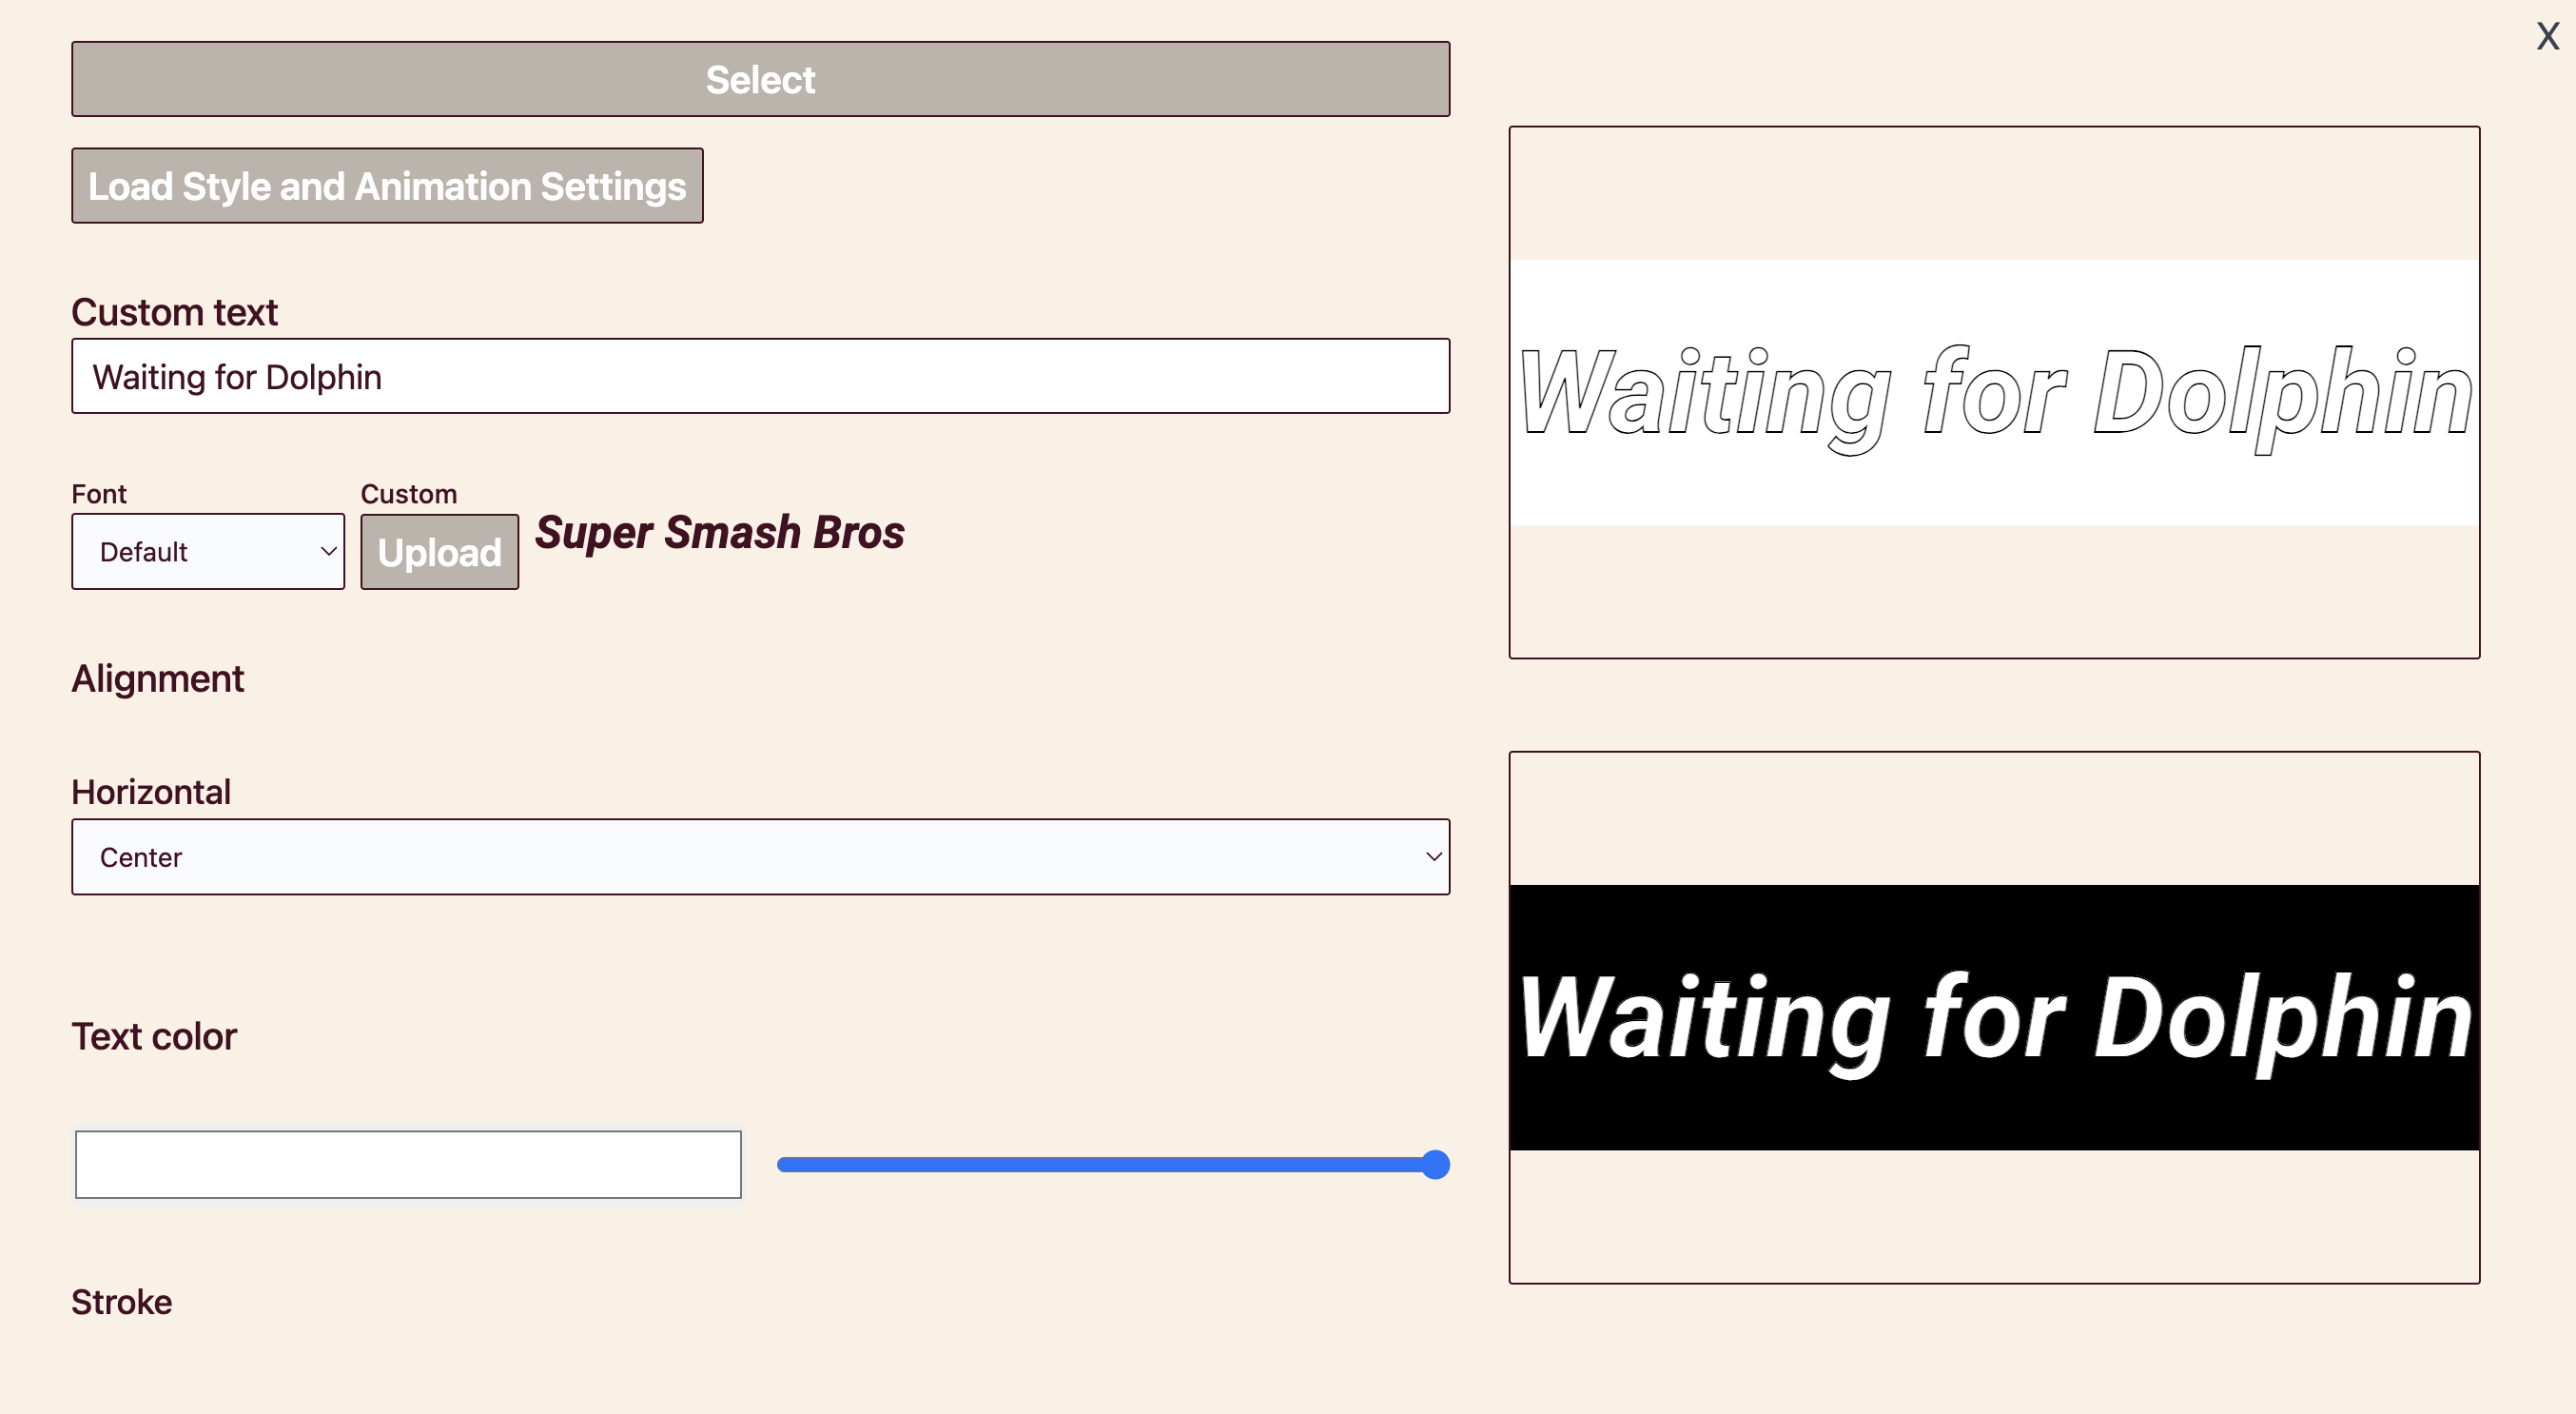 X
Select
Load Style and Animation Settings
Custom text
Waiting for Dolphin
Font
Custom
Default
Upload
Super Smash Bros
Alignment
Horizontal
Center
Text color
Stroke
Waiting for Dolphin
Waiting for Dolphin